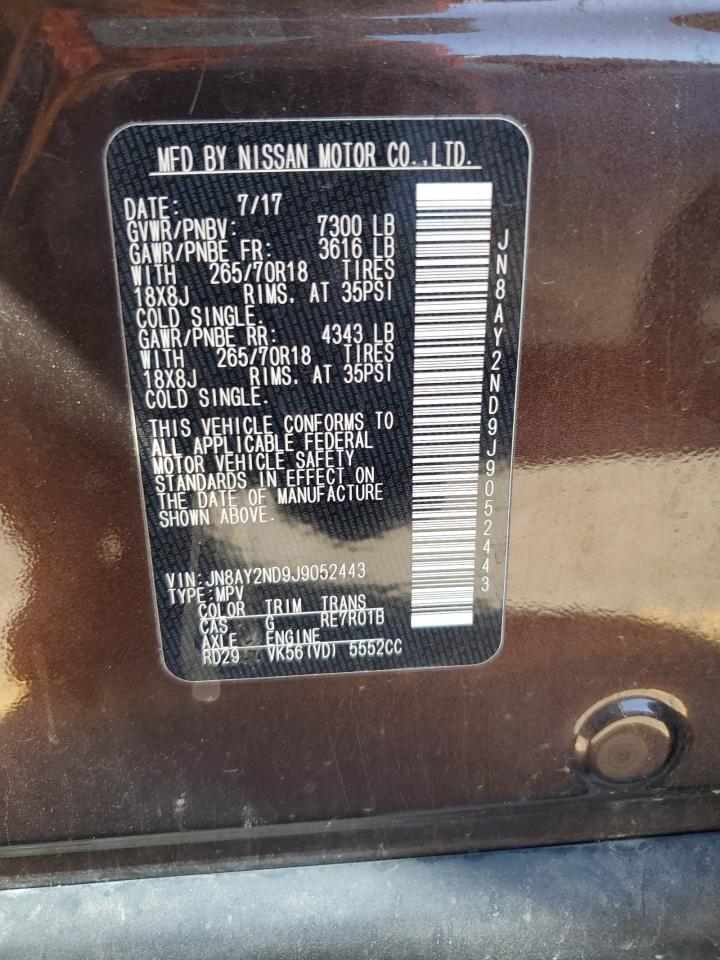 MFD BY NISSAN MOTOR CO.,LTD.
DATE: 7/17
GVWR/PNBV: 7300 LB
GAWR/PNBE FR: 3616 LB
WITH 265/70R18 TIRES
18X8J RIMS. AT 35PSI
COLD SINGLE.
GAWR/PNBE RR: 4343 LB
WITH 265/70R18 TIRES
18X8J RIMS. AT 35PSI
COLD SINGLE.
THIS VEHICLE CONFORMS TO
ALL APPLICABLE FEDERAL
MOTOR VEHICLE SAFETY
STANDARDS IN EFFECT ON
THE DATE OF MANUFACTURE
SHOWN ABOVE.
VIN:JN8AY2ND9J9052443
TYPE:MPV
COLOR TRIM TRANS
CAS G RE7R01B
AXLE ENGINE
RD29 VK56(VD) 5552CC
JN8AY2ND9J9052443